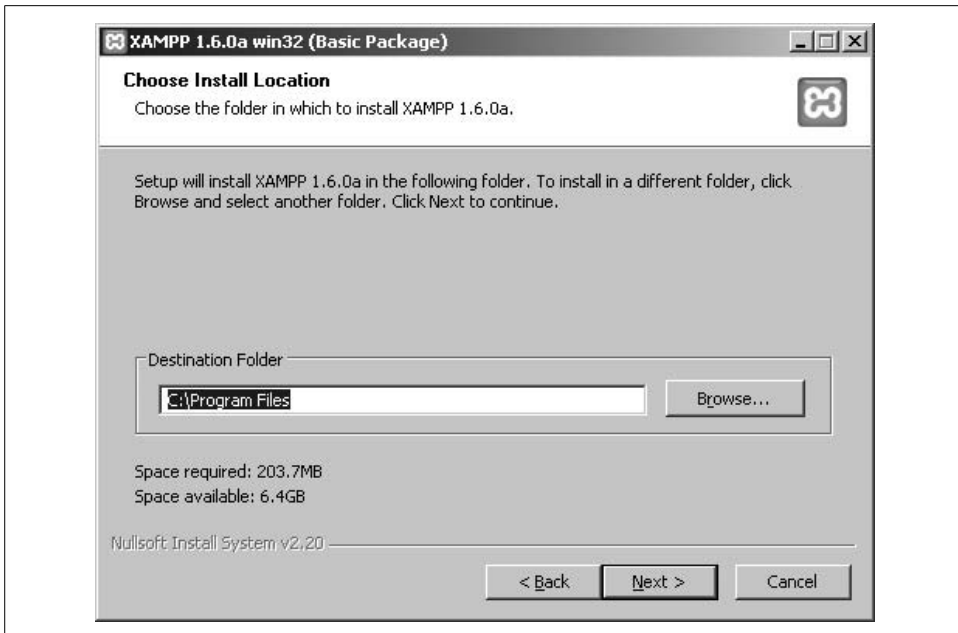 XAMPP 1.6.0a win32 (Basic Package)
Choose Install Location
Choose the folder in which to install XAMPP 1.6.0a.
Setup will install XAMPP 1.6.0a in the following folder. To install in a different folder, click
Browse and select another folder. Click Next to continue.
Destination Folder
C:\Program Files
Browse...
Space required: 203.7MB
Space available: 6.4GB
Nullsoft Install System v2.20
< Back
Next >
Cancel